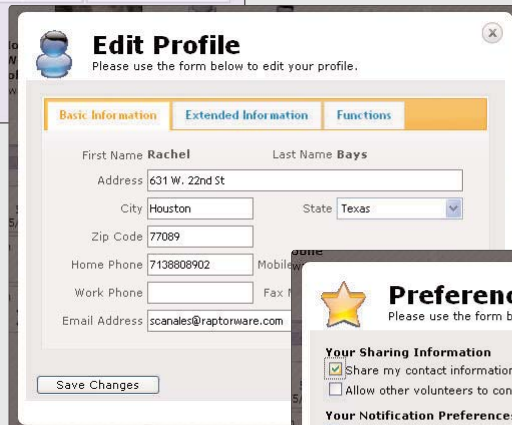 Edit Profile
Please use the form below to edit your profile.
Basic Information Extended Information Functions
First Name Rachel Last Name Bays
Address 631 W. 22nd St
City Houston State Texas
Zip Code 77089
Home Phone 7138808902 Mobile
Work Phone Fax
Email Address scanales@raptorware.com
Save Changes
Preferenc
Please use the form b
Your Sharing Information
Share my contact information
Allow other volunteers to con
Your Notification Preferences